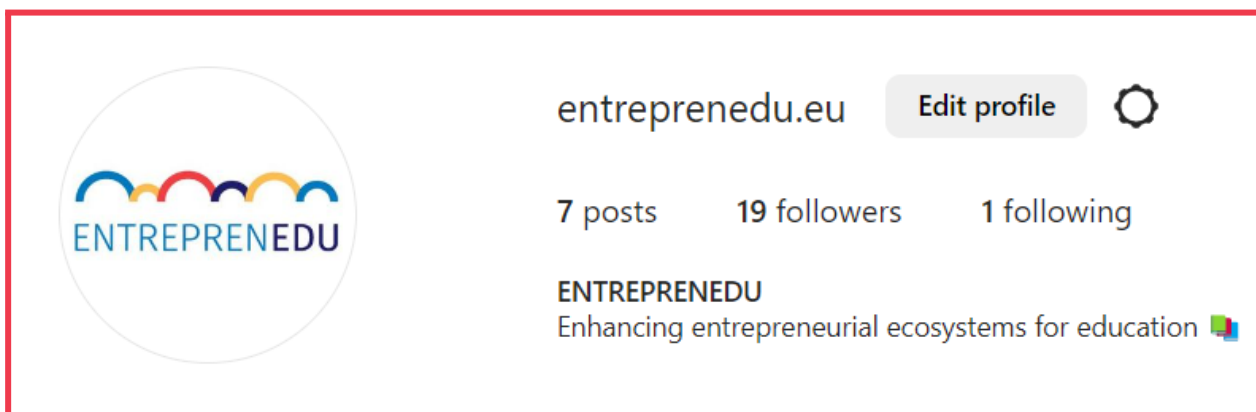 entreprenedu.eu Edit profile
7 posts 19 followers 1 following
ENTREPRENEDU
ENTREPRENEDU
Enhancing entrepreneurial ecosystems for education